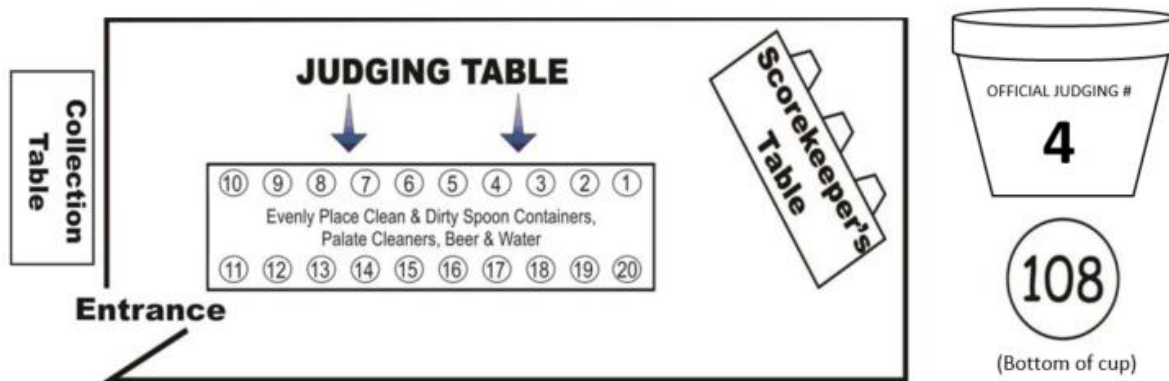 JUDGING TABLE
Collection
Table
Scorekeeper's
Table
10 9 8 7 6 5 4 3 2 1
Evenly Place Clean & Dirty Spoon Containers,
Palate Cleaners, Beer & Water
11 12 13 14 15 16 17 18 19 20
Entrance
OFFICIAL JUDGING #
4
108
(Bottom of cup)